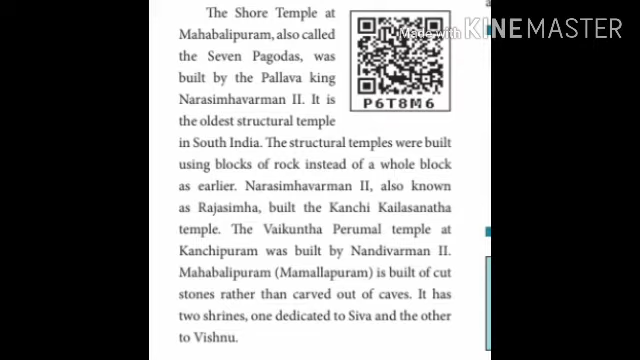 Made with KINEMASTER
The Shore Temple at
Mahabalipuram, also called
the Seven Pagodas, was
built by the Pallava king
Narasimhavarman II. It is
the oldest structural temple
P6T8M6
in South India. The structural temples were built
using blocks of rock instead of a whole block
as earlier. Narasimhavarman II, also known
as Rajasimha, built the Kanchi Kailasanatha
temple. The Vaikuntha Perumal temple at
Kanchipuram was built by Nandivarman II.
Mahabalipuram (Mamallapuram) is built of cut
stones rather than carved out of caves. It has
two shrines, one dedicated to Siva and the other
to Vishnu.